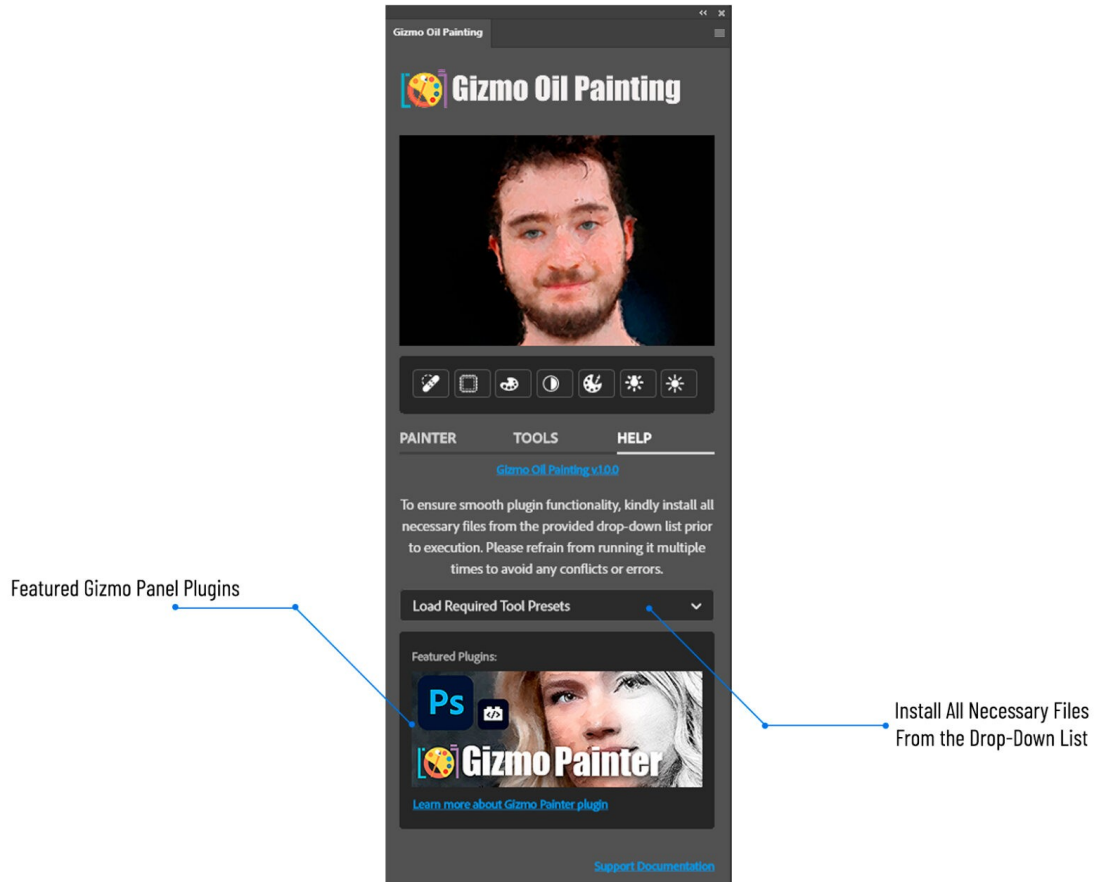 Gizmo Oil Painting
Gizmo Oil Painting
PAINTER TOOLS HELP
Gizmo Oil Painting v.1.0.0
To ensure smooth plugin functionality, kindly install all
necessary files from the provided drop-down list prior
to execution. Please refrain from running it multiple
times to avoid any conflicts or errors.
Featured Gizmo Panel Plugins
Load Required Tool Presets
Featured Plugins:
Ps
Gizmo Painter
Install All Necessary Files
From the Drop-Down List
Learn more about Gizmo Painter plugin
Support Documentation